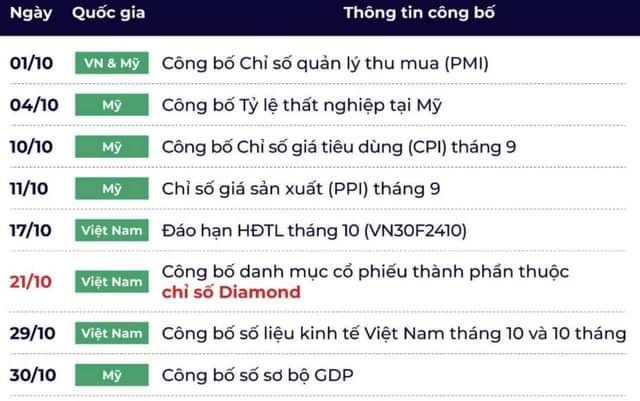 Ngày Quốc gia Thông tin công bố
01/10 VN & Mỹ Công bố Chỉ số quản lý thu mua (PMI)
04/10 Mỹ Công bố Tỷ lệ thất nghiệp tại Mỹ
10/10 Mỹ Công bố Chỉ số giá tiêu dùng (CPI) tháng 9
11/10 Mỹ Chỉ số giá sản xuất (PPI) tháng 9
17/10 Việt Nam Đáo hạn HĐTL tháng 10 (VN30F2410)
21/10 Việt Nam Công bố danh mục cổ phiếu thành phần thuộc
chỉ số Diamond
29/10 Việt Nam Công bố số liệu kinh tế Việt Nam tháng 10 và 10 tháng
30/10 Mỹ Công bố số sơ bộ GDP